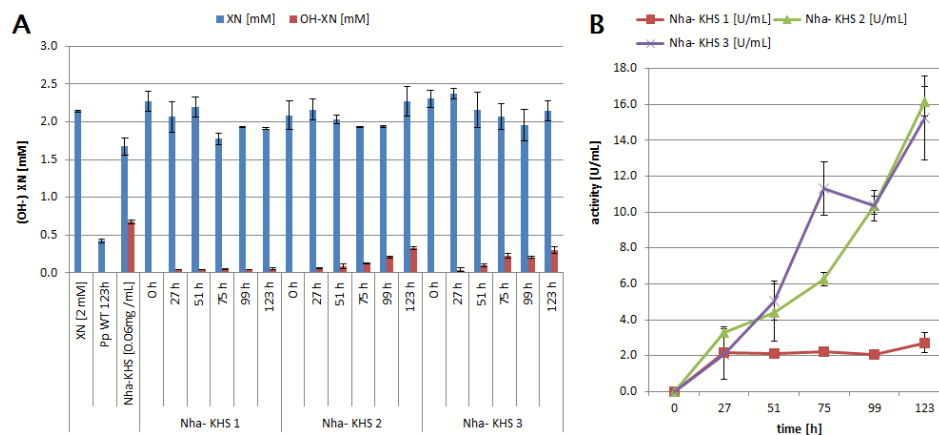 A
XN [mM] OH-XN [mM]
3.0
2.5
2.0
1.5
1.0
0.5
0.0
(OH-) XN [mM]
XN [2 mM]
Pp WT 123h
Nha-KHS [0.06mg /mL]
0 h
27 h
51 h
75 h
99 h
123 h
0 h
27 h
51 h
75 h
99 h
123 h
0 h
27 h
51 h
75 h
99 h
123 h
Nha- KHS 1 Nha- KHS 2 Nha- KHS 3
B
Nha- KHS 1 [U/mL] Nha- KHS 2 [U/mL]
Nha- KHS 3 [U/mL]
18.0
16.0
14.0
12.0
10.0
8.0
6.0
4.0
2.0
0.0
activity [U/mL]
0 27 51 75 99 123
time [h]